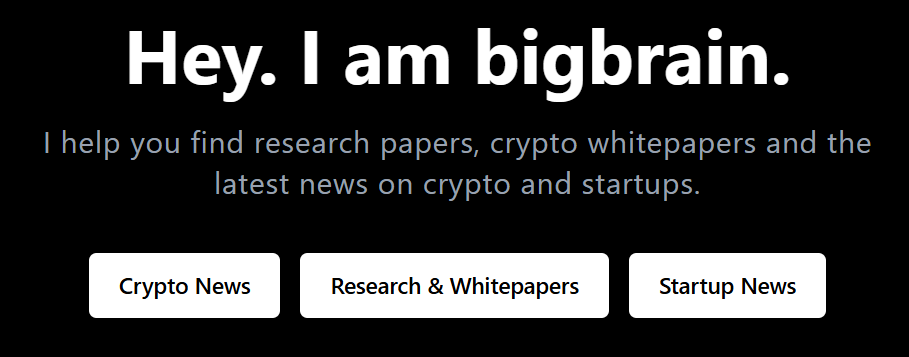 Hey. I am bigbrain.
I help you find research papers, crypto whitepapers and the
latest news on crypto and startups.
Crypto News
Research & Whitepapers
Startup News